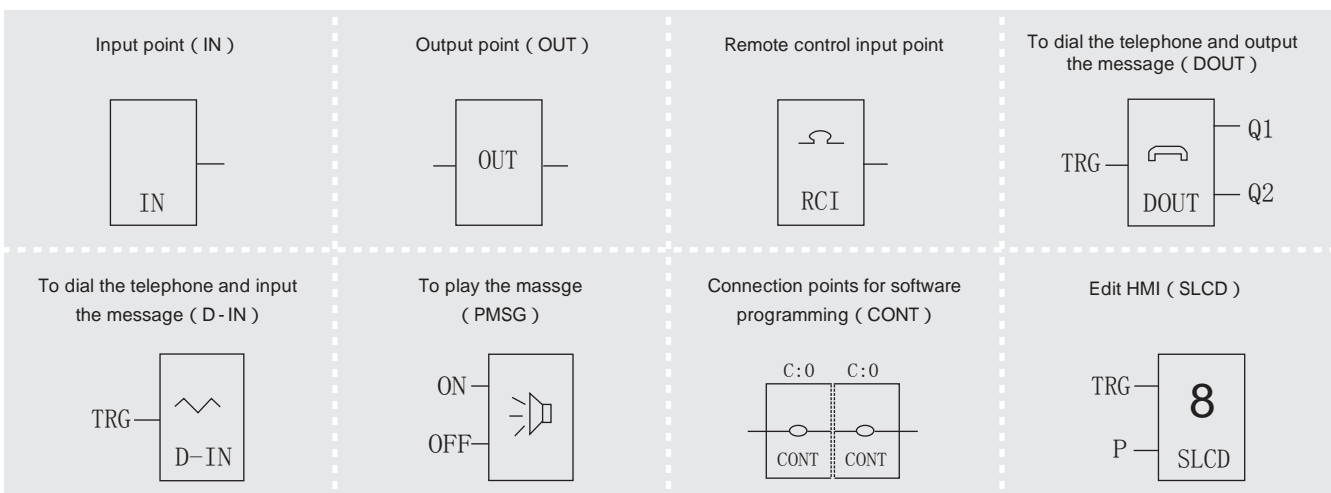 Input point ( IN )
IN
Output point ( OUT )
OUT
Remote control input point
RCI
To dial the telephone and output
the message ( DOUT )
TRG
Q1
Q2
DOUT
To dial the telephone and input
the message ( D-IN )
TRG
D-IN
To play the massge
( PMSG )
ON
OFF
Connection points for software
programming ( CONT )
C:0 C:0
CONT CONT
Edit HMI ( SLCD )
TRG
8
P
SLCD